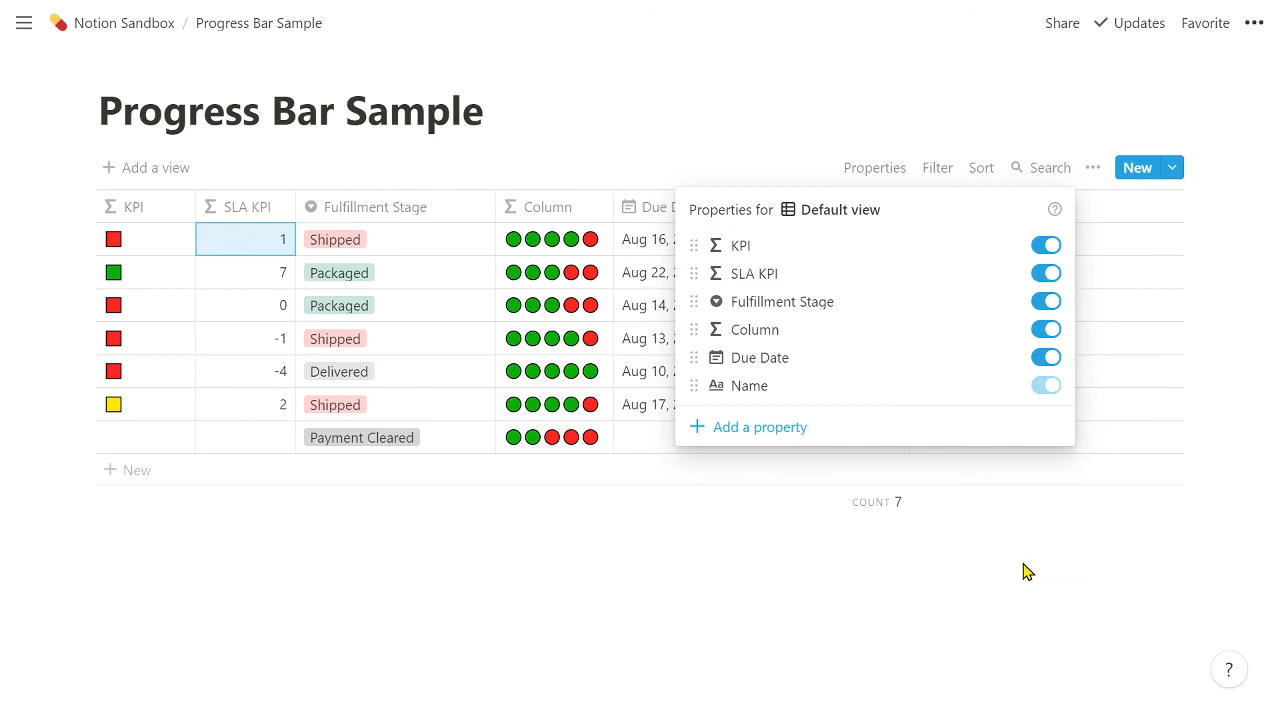 Notion Sandbox / Progress Bar Sample
Share Updates Favorite
Progress Bar Sample
Add a view
Properties Filter Sort Search New
KPI SLA KPI Fulfillment Stage Column Due
1 Shipped Aug 16,
7 Packaged Aug 22,
0 Packaged Aug 14,
-1 Shipped Aug 13,
-4 Delivered Aug 10,
2 Shipped Aug 17,
Payment Cleared
New
COUNT 7
Properties for Default view
KPI
SLA KPI
Fulfillment Stage
Column
Due Date
Aa Name
Add a property
?